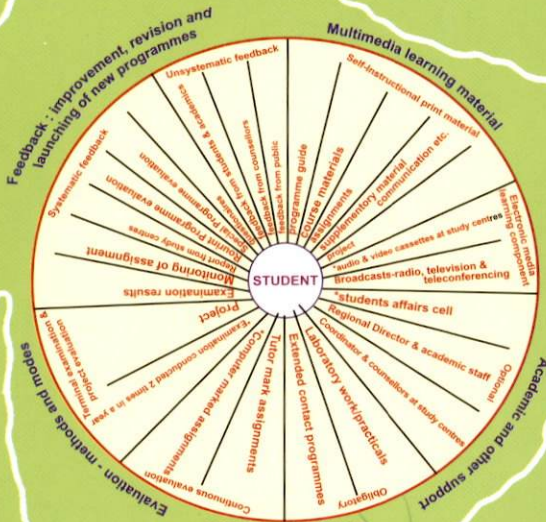 Feedback : improvement, revision and
launching of new programmes
Multimedia learning material
Academic and other support
Evaluation - methods and modes
Unsystematic feedback
Self-Instructional print material
Electronic media
learning component
Optional
Obligatory
Continuous evaluation
Terminal examination &
project evaluation
Systematic feedback
STUDENT
programme guide
course materials
assignments
supplementary material
communication etc.
project
*audio & video cassettes at study centres
Broadcasts-radio, television &
teleconferencing
*students affairs cell
Regional Director & academic staff
Coordinator & counsellors at study centres
Laboratory work/practicals
Extended contact programmes
Tutor mark assignments
*Computer marked assignments
*Examination conducted 2 times in a year
Project
Examination results
Monitoring of assignment
Report from study centres
Programme evaluation
Special Programme evaluation
feedback from students & academics
feedback from counsellors
feedback from public